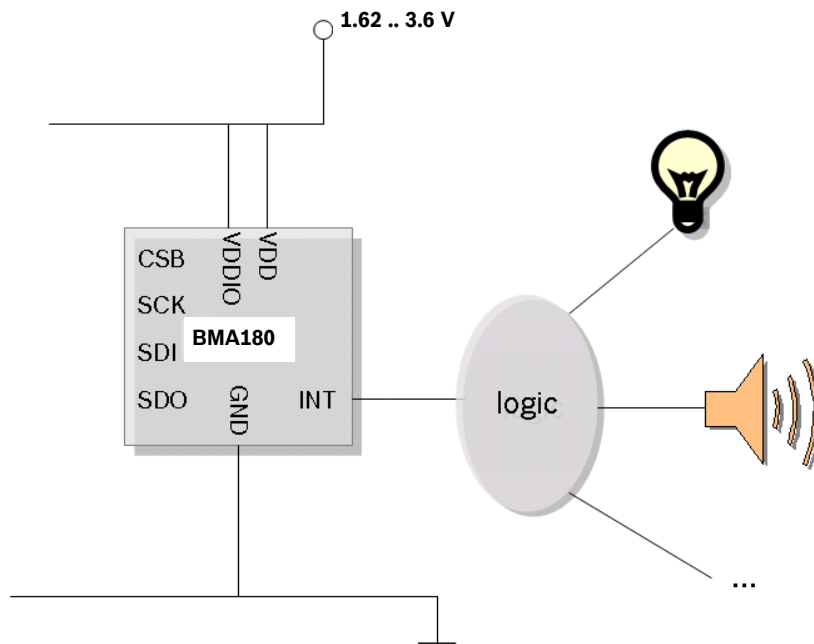 1.62 .. 3.6 V
VDDIO
VDD
CSB
SCK
BMA180
SDI
SDO
GND
INT
logic
...